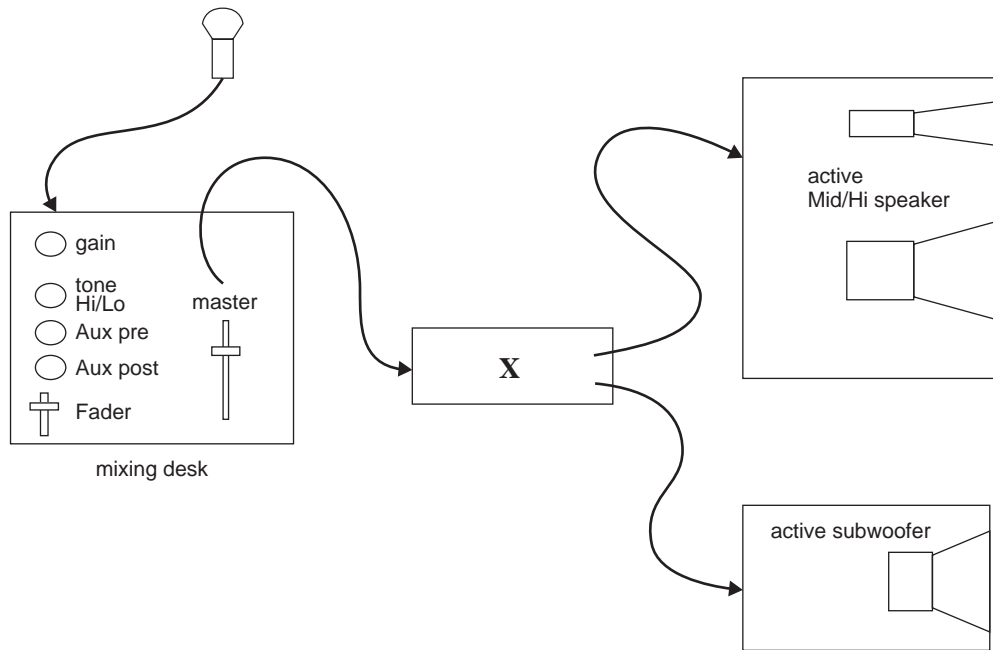 gain
tone
Hi/Lo
Aux pre
Aux post
Fader
master
mixing desk
X
active
Mid/Hi speaker
active subwoofer